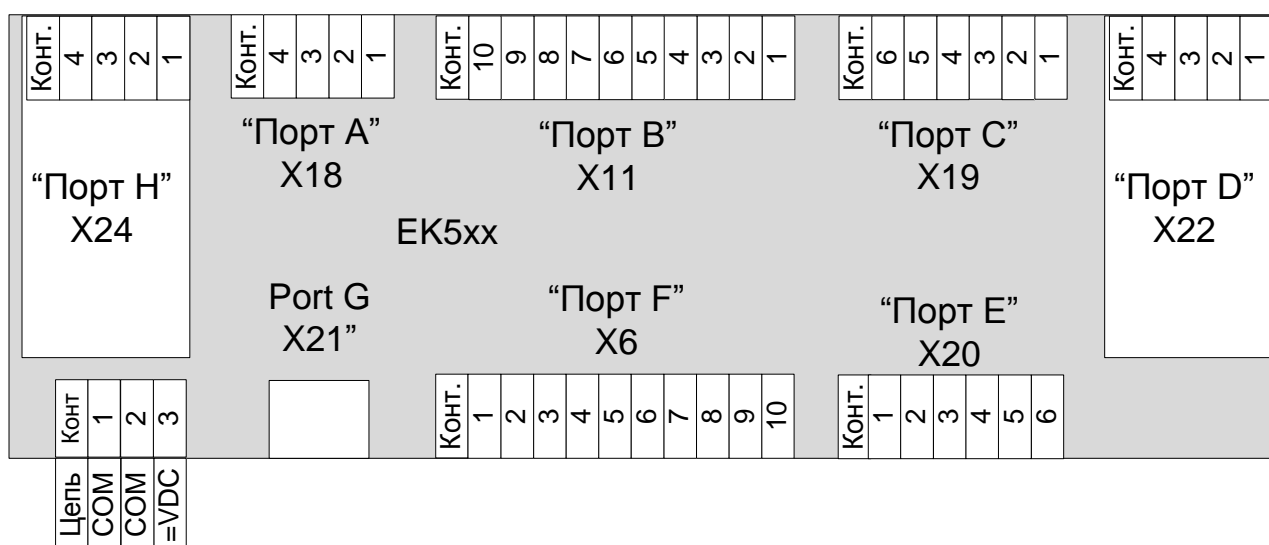 Конт. 4 3 2 1
Конт. 4 3 2 1
Конт. 10 9 8 7 6 5 4 3 2 1
Конт. 6 5 4 3 2 1
Конт. 4 3 2 1
“Порт H”
X24
“Порт A”
X18
“Порт B”
X11
“Порт C”
X19
“Порт D”
X22
EK5xx
Port G
X21”
“Порт F”
X6
“Порт E”
X20
Конт 1 2 3
Цепь COM COM =VDC
Конт. 1 2 3 4 5 6 7 8 9 10
Конт. 1 2 3 4 5 6